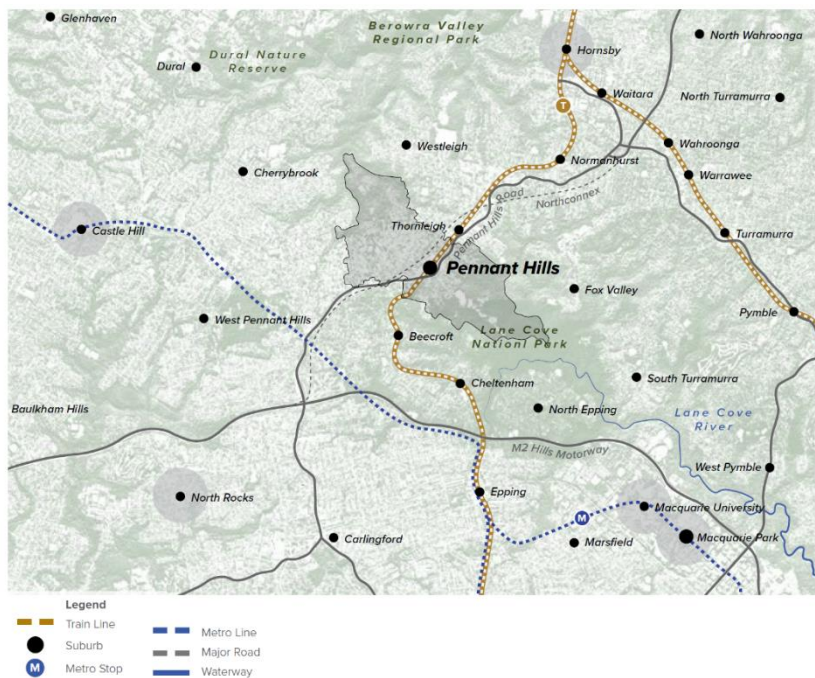 Glenhaven
Berowra Valley
Regional Park
North Wahroonga
Hornsby
Dural Nature
Reserve
Dural
Waitara
North Turramurra
T
Westleigh
Wahroonga
Normanhurst
Cherrybrook
Warrawee
Road
Northconnex
Castle Hill
Thornleigh
Pennant Hills
Turramurra
Pennant Hills
Fox Valley
West Pennant Hills
Pymble
Beecroft
Lane Cove
Nationl Park
Cheltenham
South Turramurra
Baulkham Hills
North Epping
Lane Cove
River
M2 Hills Motorway
West Pymble
North Rocks
Epping
Macquarie University
M
Carlingford
Marsfield
Macquarie Park
Legend
Train Line
Suburb
M Metro Stop
Metro Line
Major Road
Waterway